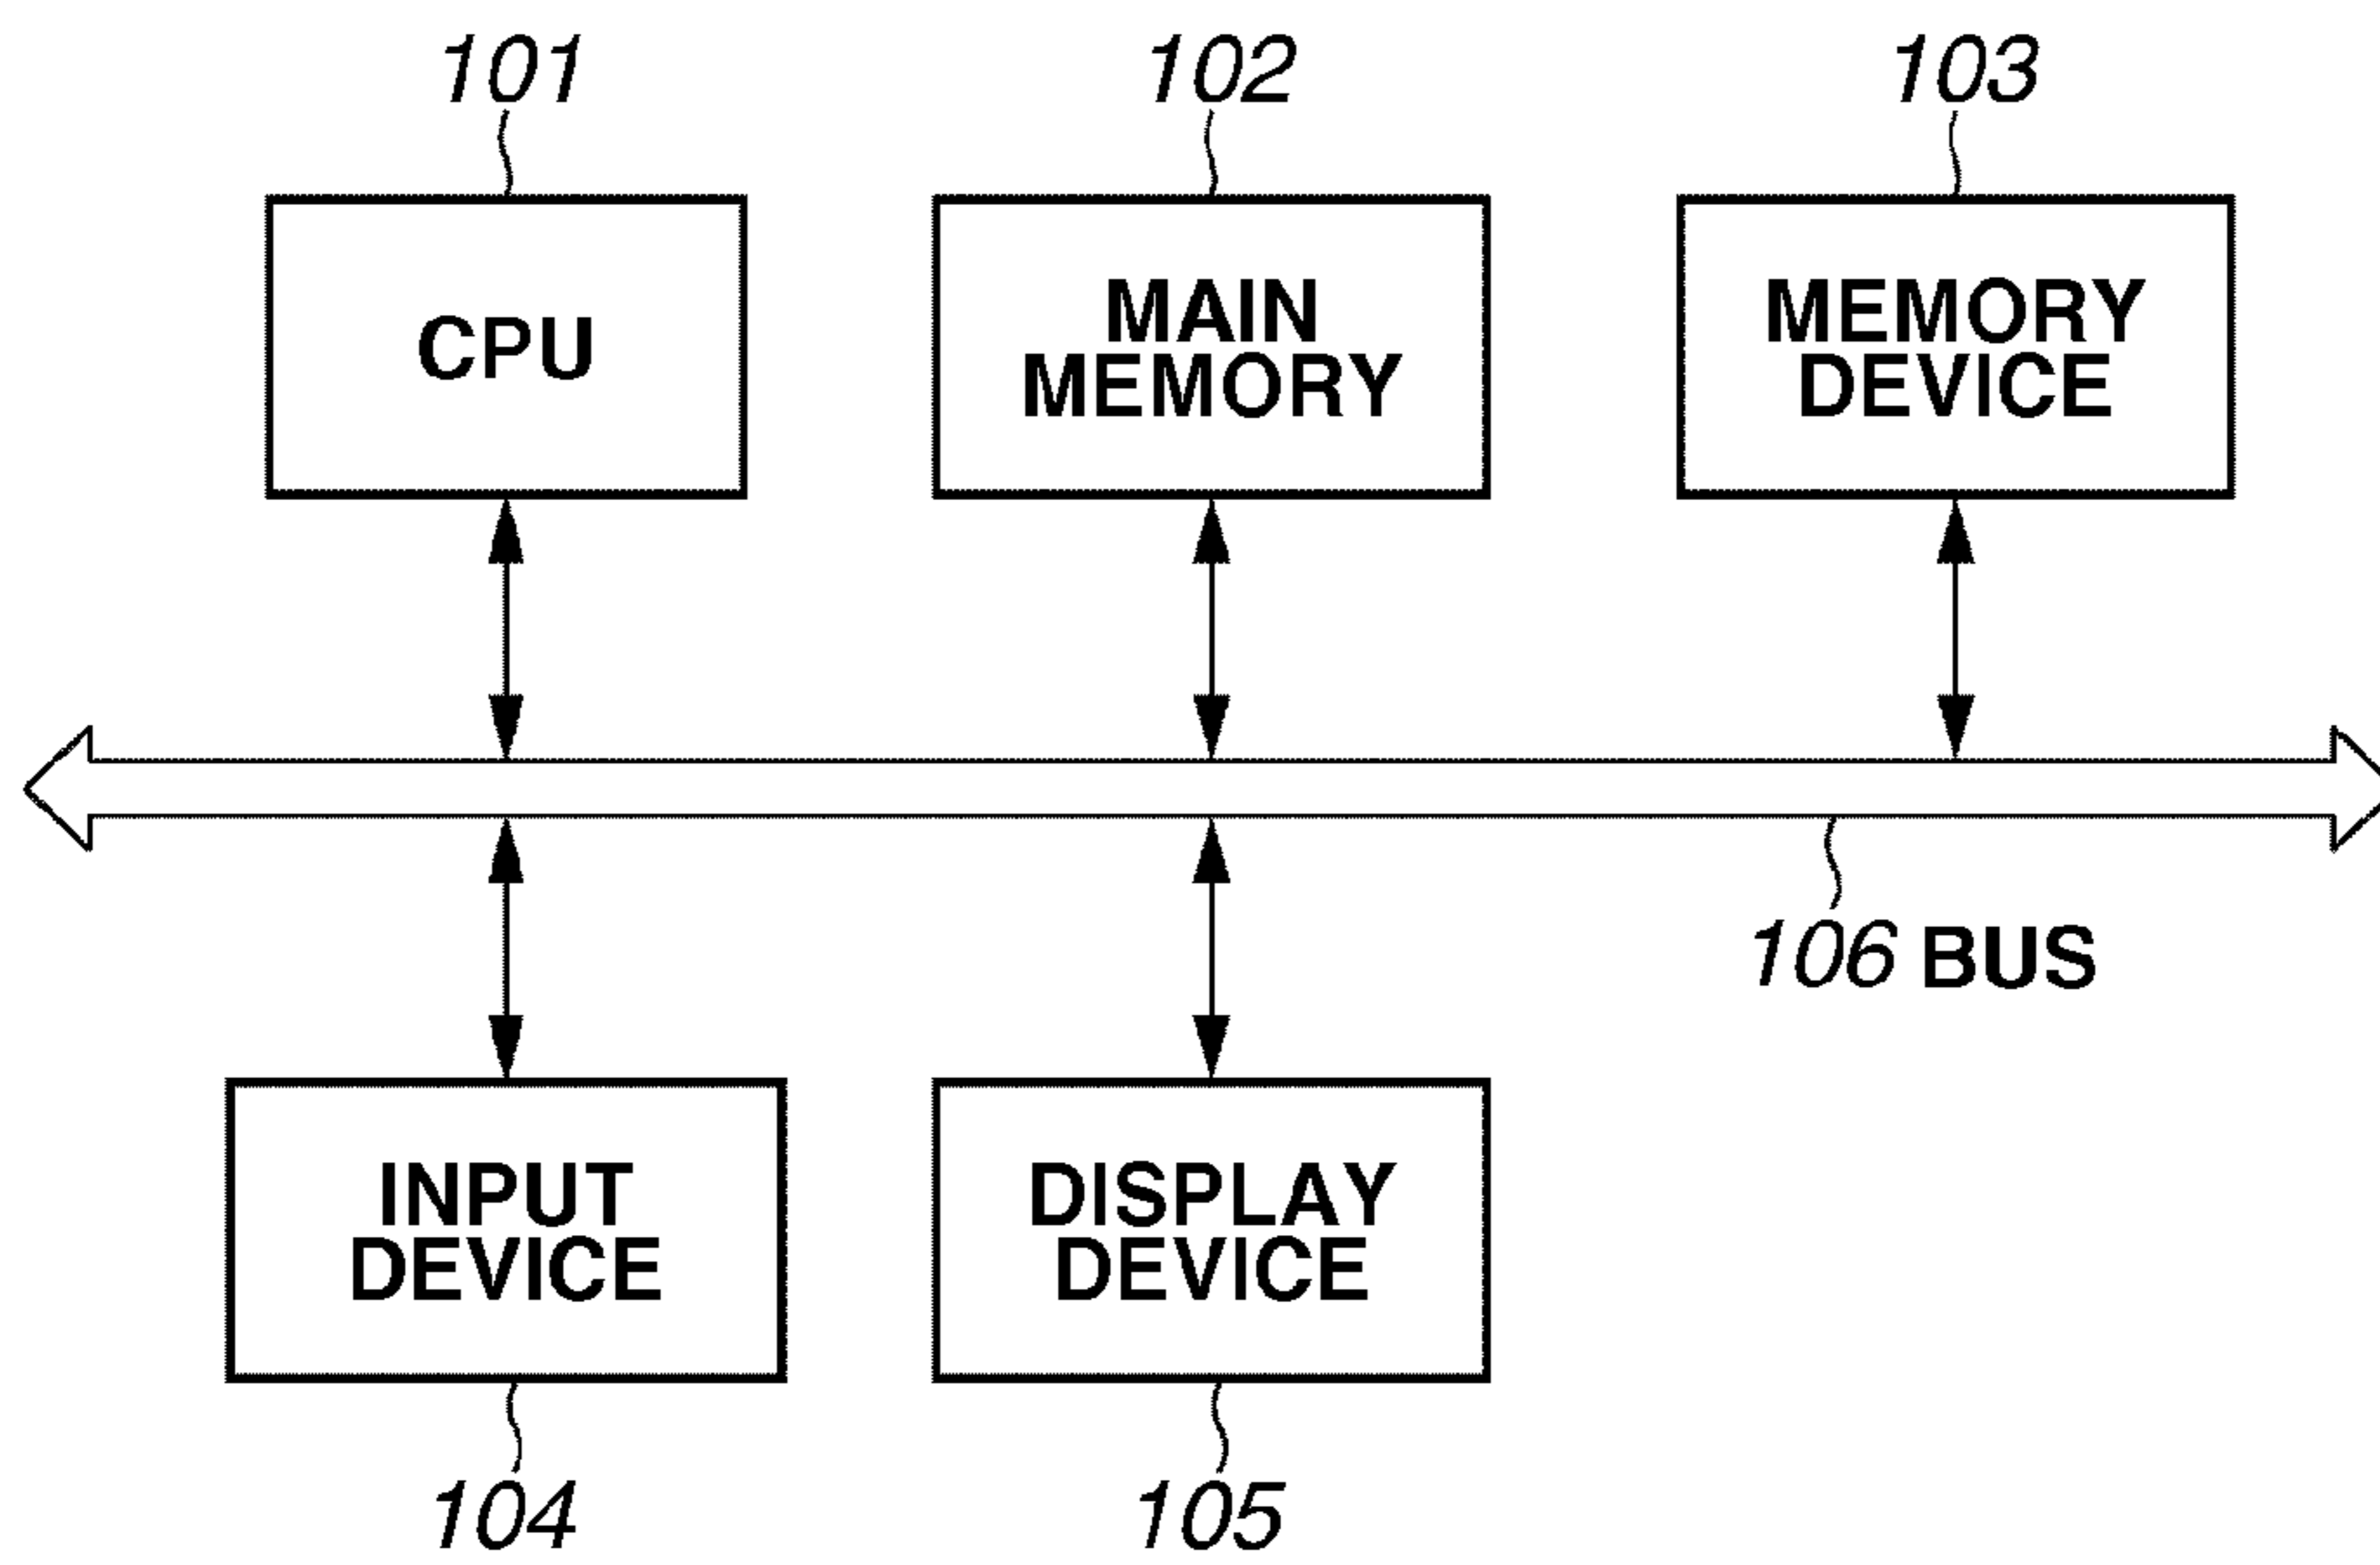 101
102
103
CPU
MAIN
MEMORY
MEMORY
DEVICE
106 BUS
INPUT
DEVICE
DISPLAY
DEVICE
104
105